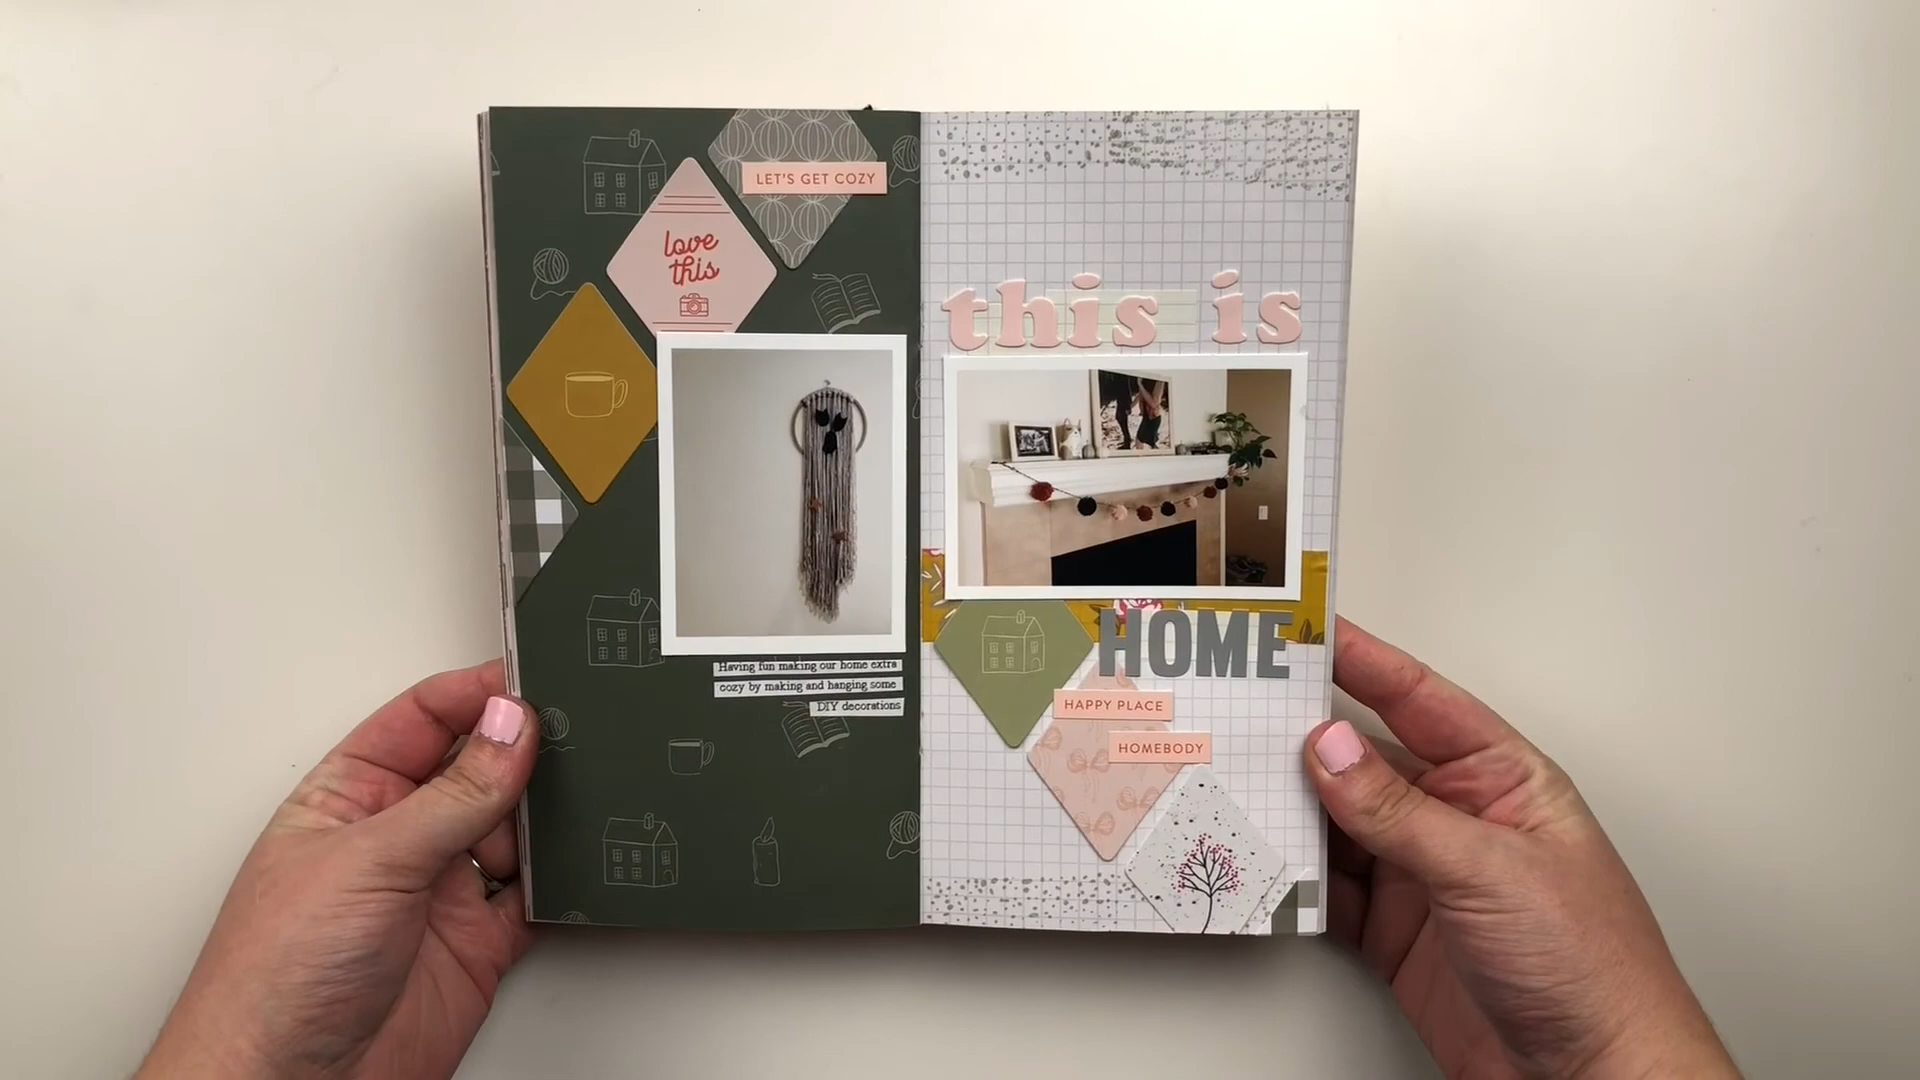 LET'S GET COZY
love
this
Having fun making our home extra
cozy by making and hanging some
DIY decorations
this is
HOME
HAPPY PLACE
HOMEBODY